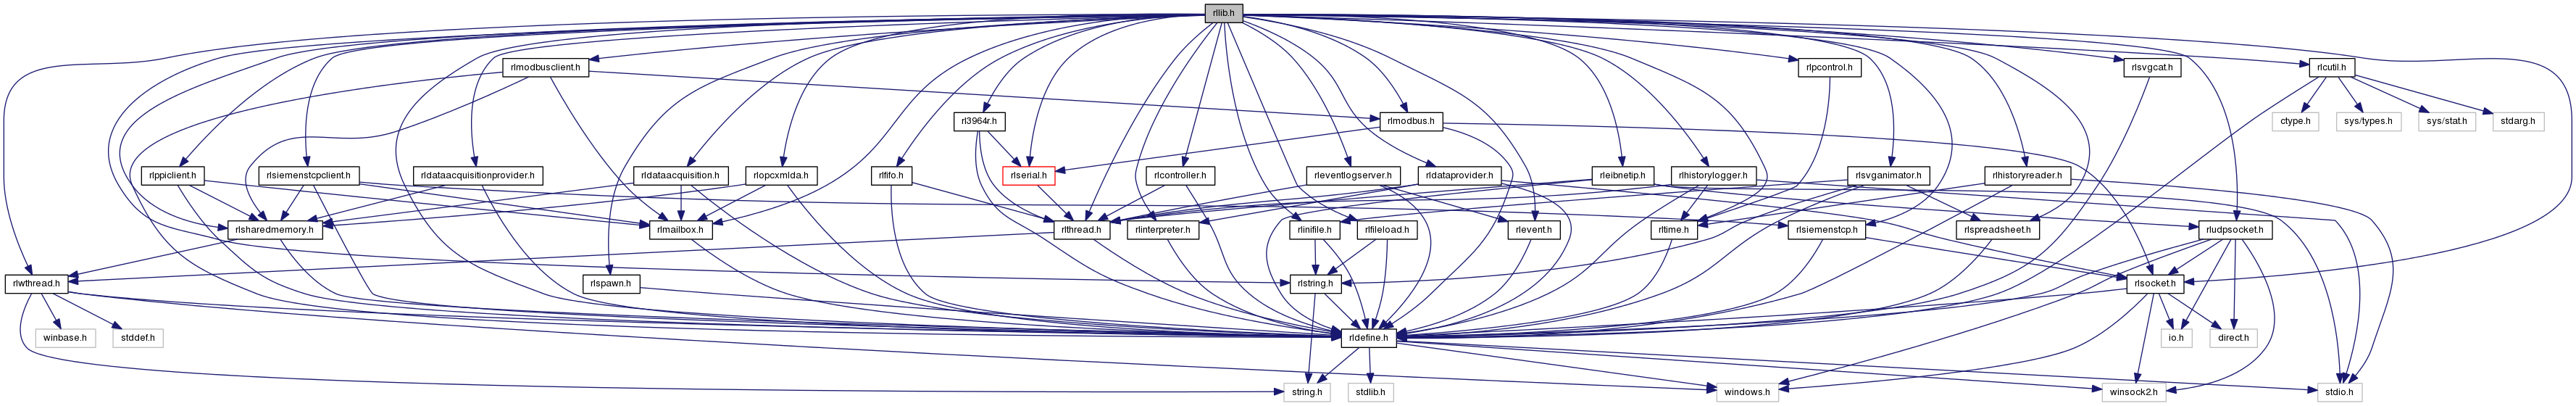 rllib.h
rlmodbusclient.h
rlpcontrol.h
rlsvgcat.h
rlcutil.h
rl3964r.h
rlmodbus.h
ctype.h
sys/types.h
sys/stat.h
stdarg.h
rlppiclient.h
rlsiemenstcpclient.h
rldataacquisitionprovider.h
rldataacquisition.h
rlopcxmlda.h
rlfifo.h
rlserial.h
rlcontroller.h
rleventlogserver.h
rldataprovider.h
rleibnetip.h
rlhistorylogger.h
rlsvganimator.h
rlhistoryreader.h
rlsharedmemory.h
rlmailbox.h
rlthread.h
rlinterpreter.h
rlinifile.h
rlfileload.h
rlevent.h
rltime.h
rlsiemenstcp.h
rlspreadsheet.h
rludpsocket.h
rlwthread.h
rlspawn.h
rlstring.h
rlsocket.h
winbase.h
stddef.h
rldefine.h
io.h
direct.h
string.h
stdlib.h
windows.h
winsock2.h
stdio.h